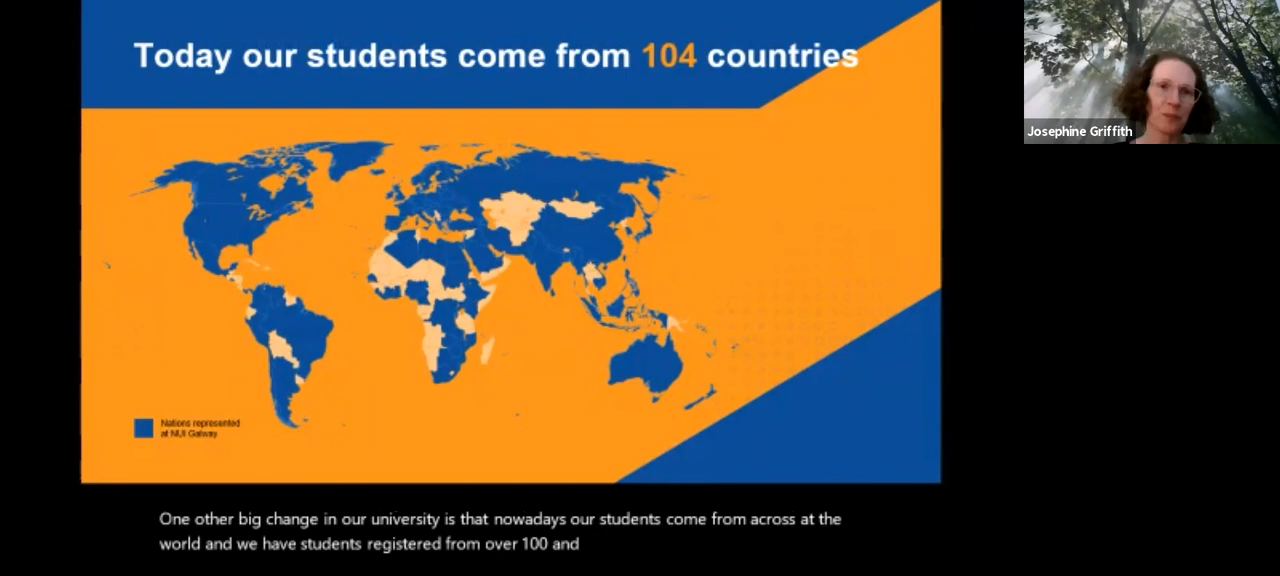 Today our students come from 104 countries
Josephine Griffith
Nations represented
at NUI Galway
One other big change in our university is that nowadays our students come from across at the
world and we have students registered from over 100 and